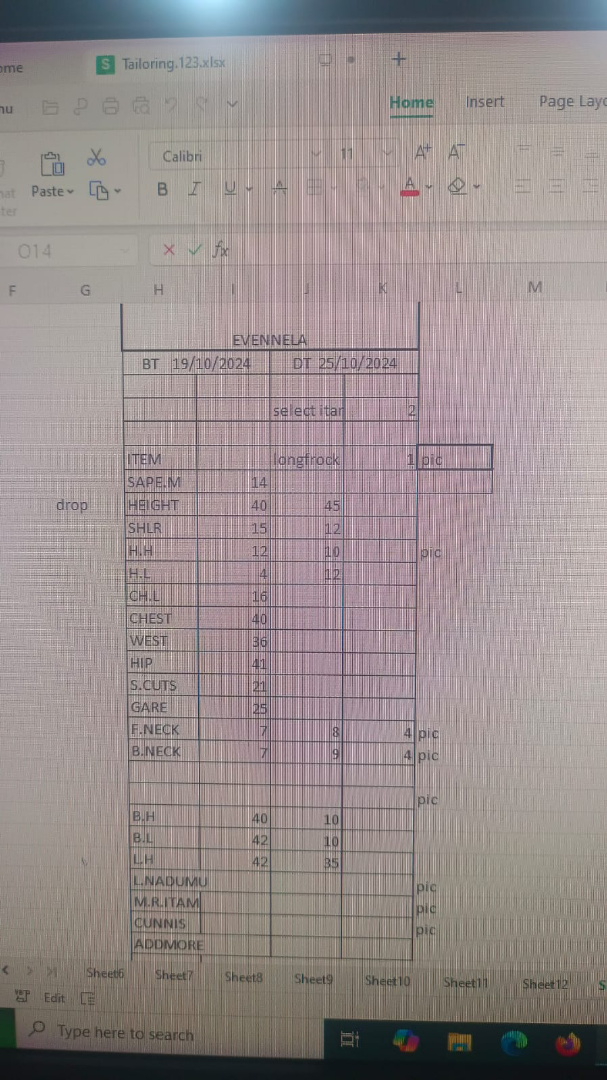 ome S Tailoring.123.xlsx +
nu Home Insert Page Layo
Paste Calibri 11 A+ A-
B I U A A
O14 fx
F G H I J K L M
EVENNELA
BT 19/10/2024 DT 25/10/2024
select itar 2
ITEM longfrock 1 pic
SAPE.M 14
drop HEIGHT 40 45
SHLR 15 12
H.H 12 10 pic
H.L 4 12
CH.L 16
CHEST 40
WEST 36
HIP 41
S.CUTS 21
GARE 25
F.NECK 7 8 4 pic
B.NECK 7 9 4 pic
pic
B.H 40 10
B.L 42 10
L.H 42 35
L.NADUMU pic
M.R.ITAM pic
CUNNIS pic
ADDMORE
Sheet6 Sheet7 Sheet8 Sheet9 Sheet10 Sheet11 Sheet12 S
Edit
Type here to search